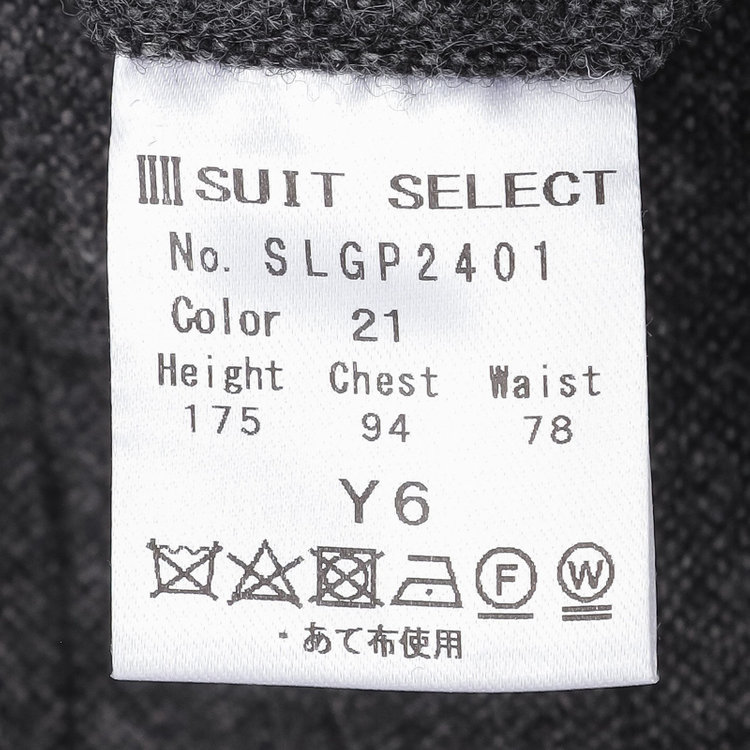 SUIT SELECT
No. SLGP2401
Color 21
Height Chest Waist
175 94 78
Y6
F W
・あて布使用